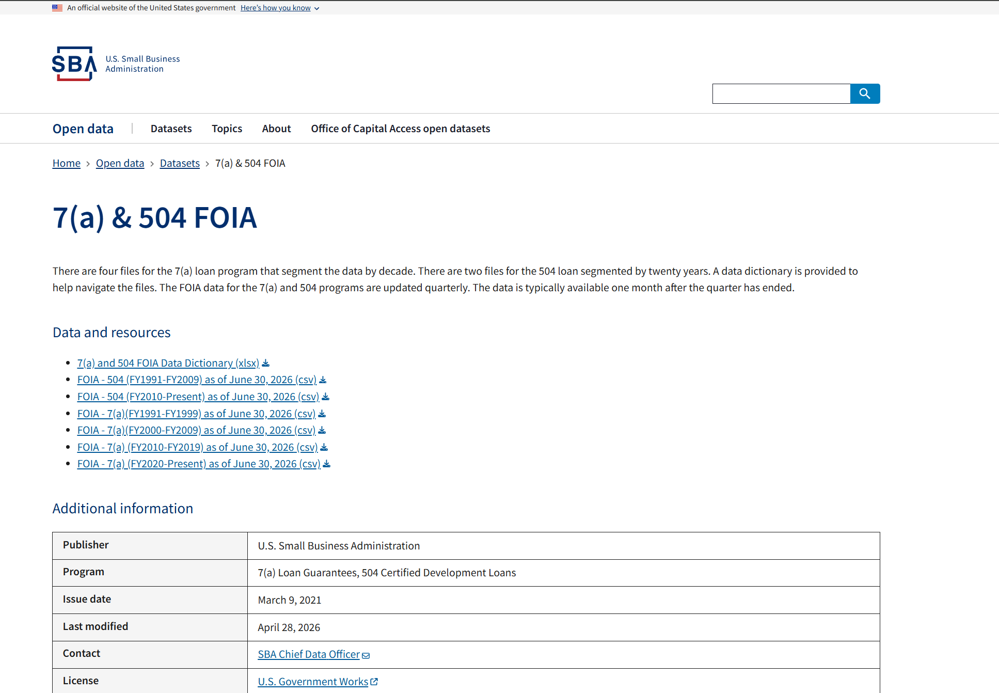 An official website of the United States government Here's how you know
SBA
U.S. Small Business
Administration
Open data | Datasets Topics About Office of Capital Access open datasets
Home > Open data > Datasets > 7(a) & 504 FOIA
7(a) & 504 FOIA
There are four files for the 7(a) loan program that segment the data by decade. There are two files for the 504 loan segmented by twenty years. A data dictionary is provided to
help navigate the files. The FOIA data for the 7(a) and 504 programs are updated quarterly. The data is typically available one month after the quarter has ended.
Data and resources
7(a) and 504 FOIA Data Dictionary (xlsx)
FOIA - 504 (FY1991-FY2009) as of June 30, 2026 (csv)
FOIA - 504 (FY2010-Present) as of June 30, 2026 (csv)
FOIA - 7(a)(FY1991-FY1999) as of June 30, 2026 (csv)
FOIA - 7(a)(FY2000-FY2009) as of June 30, 2026 (csv)
FOIA - 7(a) (FY2010-FY2019) as of June 30, 2026 (csv)
FOIA - 7(a) (FY2020-Present) as of June 30, 2026 (csv)
Additional information
Publisher U.S. Small Business Administration
Program 7(a) Loan Guarantees, 504 Certified Development Loans
Issue date March 9, 2021
Last modified April 28, 2026
Contact SBA Chief Data Officer
License U.S. Government Works